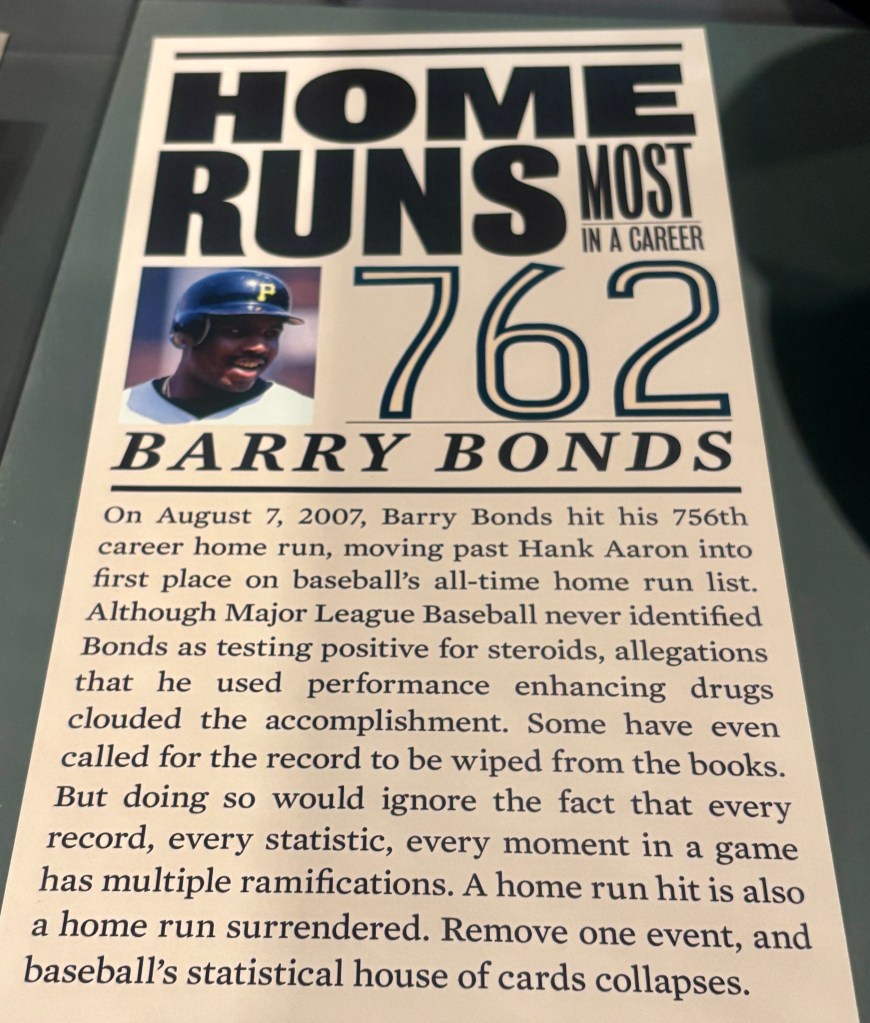 HOME
RUNS MOST
IN A CAREER
P
762
BARRY BONDS
On August 7, 2007, Barry Bonds hit his 756th
career home run, moving past Hank Aaron into
first place on baseball's all-time home run list.
Although Major League Baseball never identified
Bonds as testing positive for steroids, allegations
that he used performance enhancing drugs
clouded the accomplishment. Some have even
called for the record to be wiped from the books.
But doing so would ignore the fact that every
record, every statistic, every moment in a game
has multiple ramifications. A home run hit is also
a home run surrendered. Remove one event, and
baseball's statistical house of cards collapses.